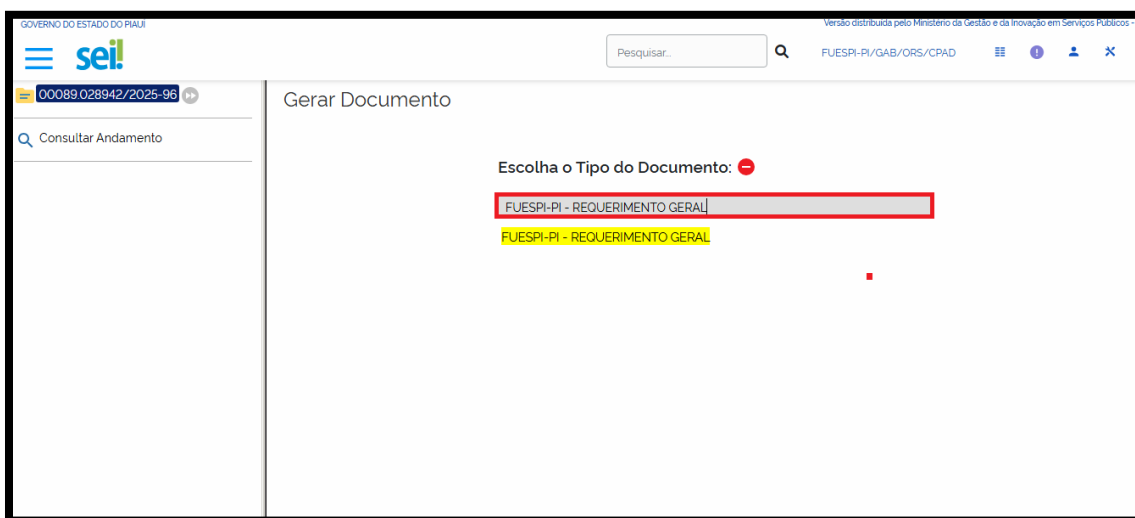 GOVERNO DO ESTADO DO PIAUÍ
Versão distribuída pelo Ministério da Gestão e da Inovação em Serviços Públicos -
sei!
Pesquisar...
FUESPI-PI/GAB/ORS/CPAD
00089.028942/2025-96
Consultar Andamento
Gerar Documento
Escolha o Tipo do Documento:
FUESPI-PI - REQUERIMENTO GERAL
FUESPI-PI - REQUERIMENTO GERAL